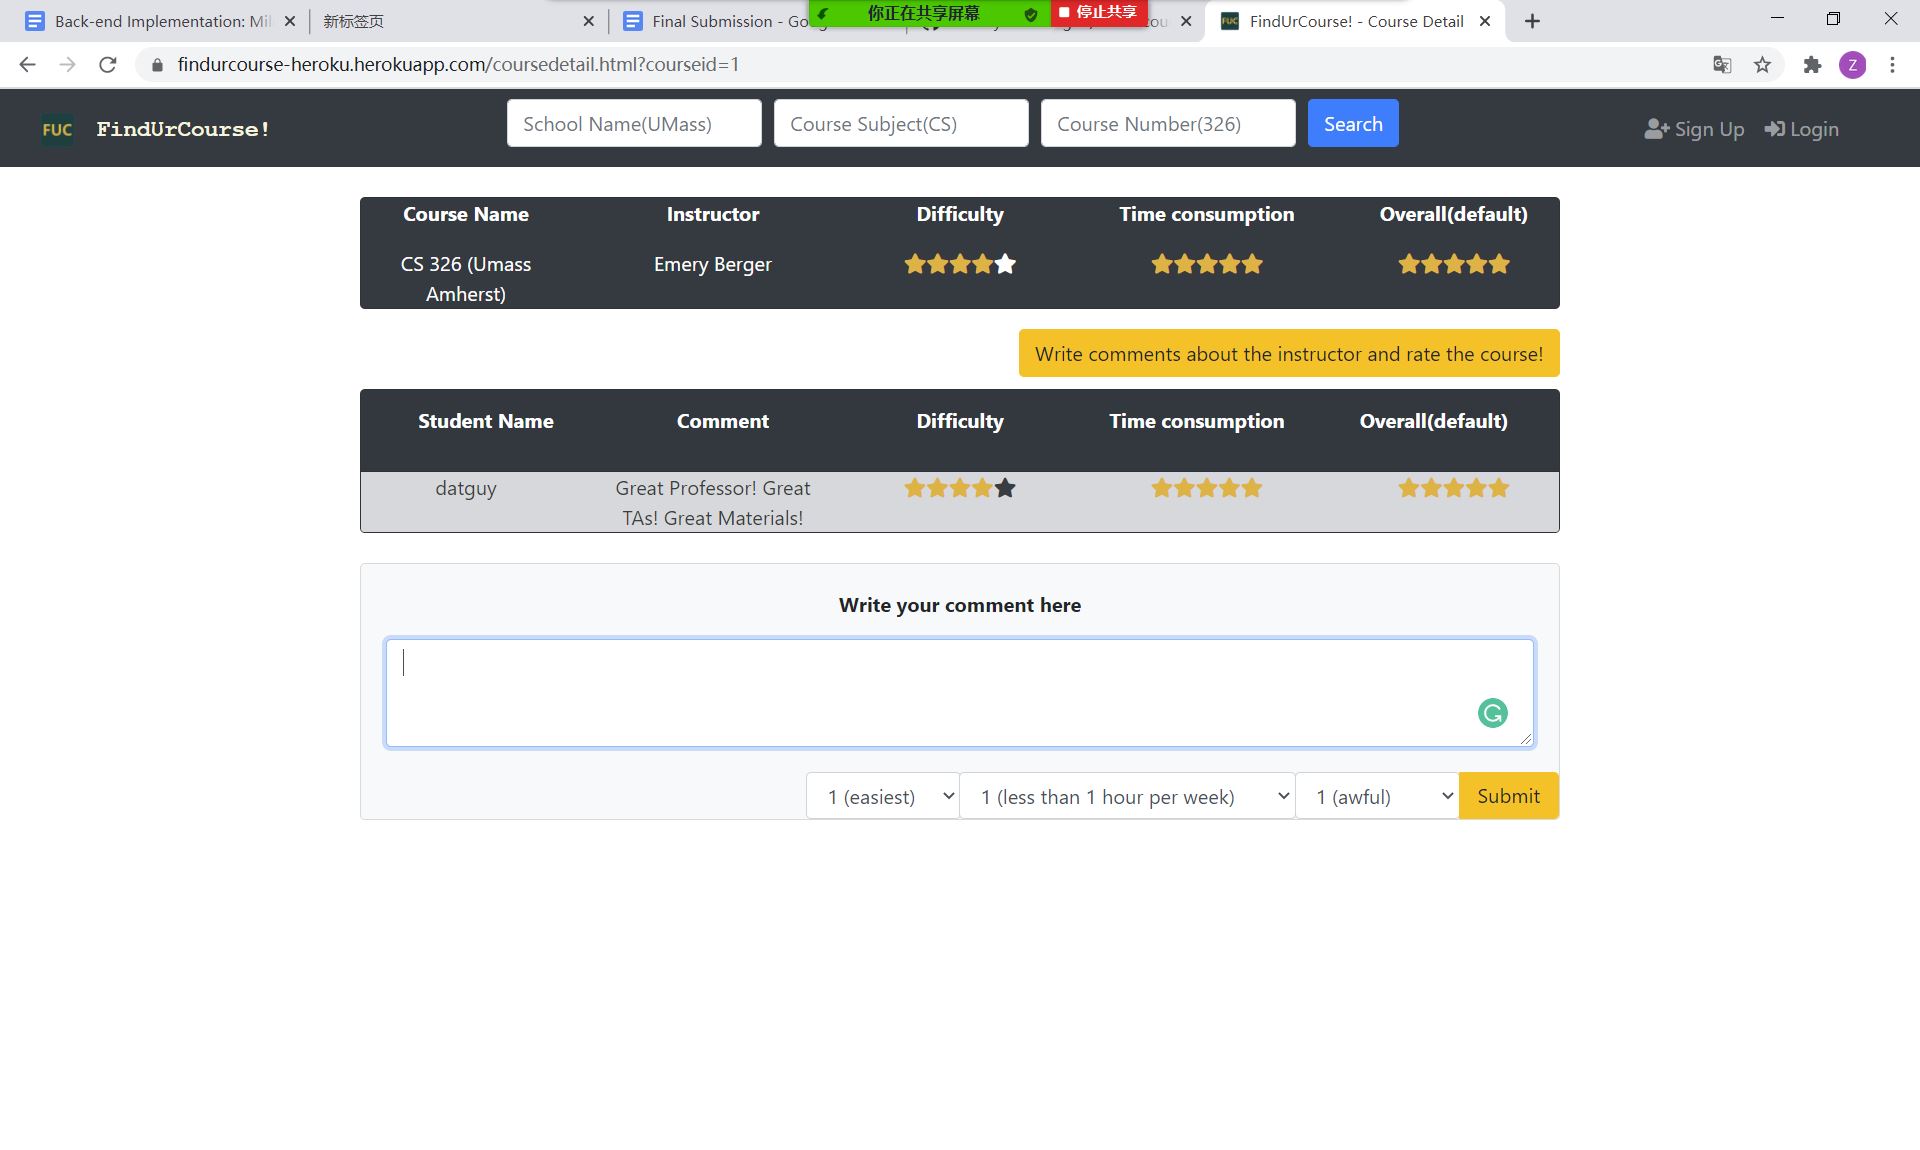 Back-end Implementation: Mil
新标签页
Final Submission - Go
你正在共享屏幕
停止共享
FindUrCourse! - Course Detail
findurcourse-heroku.herokuapp.com/coursedetail.html?courseid=1
Z
FUC FindUrCourse!
School Name(UMass)
Course Subject(CS)
Course Number(326)
Search
Sign Up
Login
Course Name Instructor Difficulty Time consumption Overall(default)
CS 326 (Umass Emery Berger
Amherst)
Write comments about the instructor and rate the course!
Student Name Comment Difficulty Time consumption Overall(default)
datguy Great Professor! Great
TAs! Great Materials!
Write your comment here
1 (easiest) 1 (less than 1 hour per week) 1 (awful) Submit